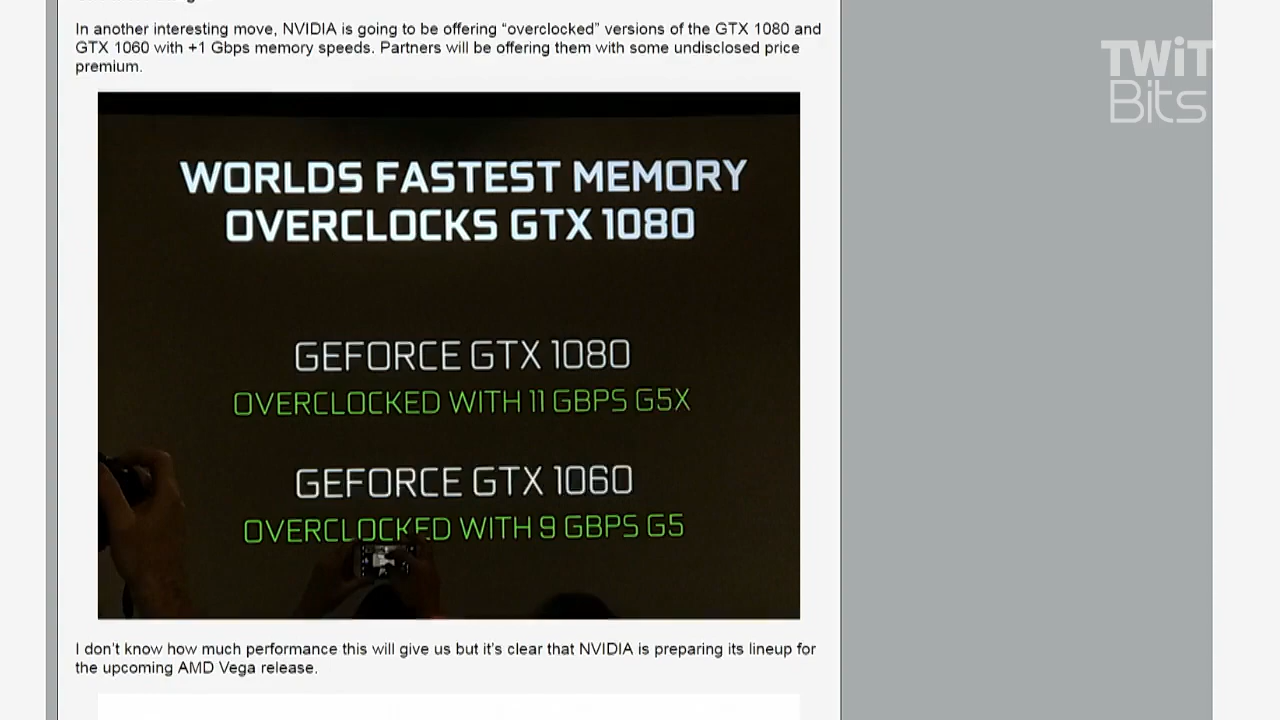 In another interesting move, NVIDIA is going to be offering “overclocked” versions of the GTX 1080 and
GTX 1060 with +1 Gbps memory speeds. Partners will be offering them with some undisclosed price
premium.
TWiT
Bits
WORLDS FASTEST MEMORY
OVERCLOCKS GTX 1080
GEFORCE GTX 1080
OVERCLOCKED WITH 11 GBPS G5X
GEFORCE GTX 1060
OVERCLOCKED WITH 9 GBPS G5
I don't know how much performance this will give us but it's clear that NVIDIA is preparing its lineup for
the upcoming AMD Vega release.